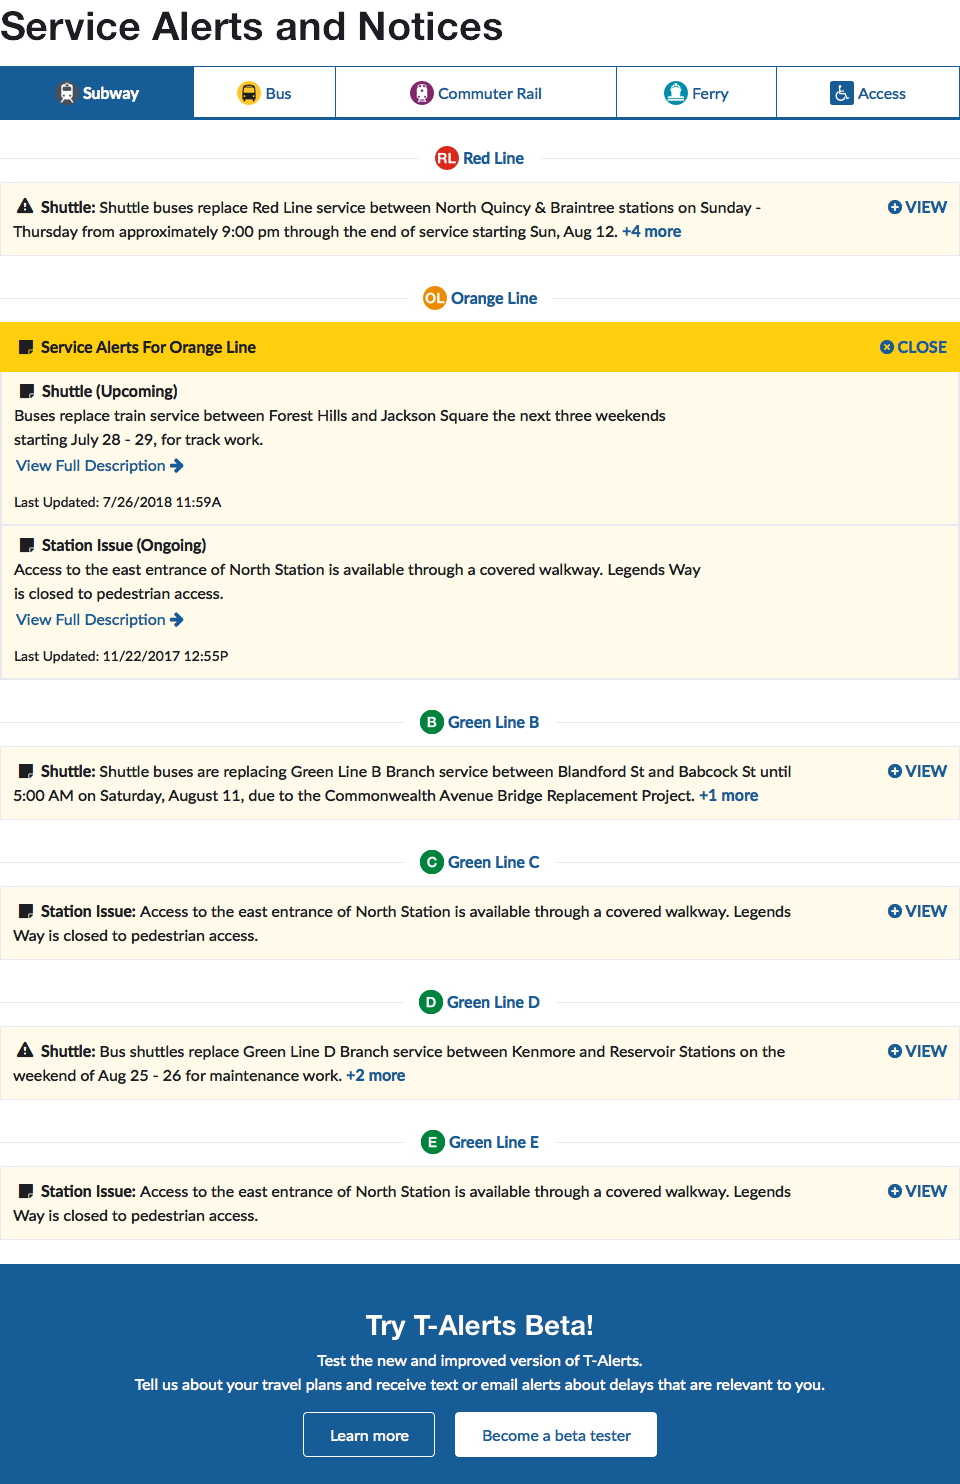 Service Alerts and Notices
Subway
Bus
Commuter Rail
Ferry
Access
RL Red Line
Shuttle: Shuttle buses replace Red Line service between North Quincy & Braintree stations on Sunday -
VIEW
Thursday from approximately 9:00 pm through the end of service starting Sun, Aug 12. +4 more
OL Orange Line
Service Alerts For Orange Line
CLOSE
Shuttle (Upcoming)
Buses replace train service between Forest Hills and Jackson Square the next three weekends
starting July 28 - 29, for track work.
View Full Description
Last Updated: 7/26/2018 11:59A
Station Issue (Ongoing)
Access to the east entrance of North Station is available through a covered walkway. Legends Way
is closed to pedestrian access.
View Full Description
Last Updated: 11/22/2017 12:55P
B Green Line B
Shuttle: Shuttle buses are replacing Green Line B Branch service between Blandford St and Babcock St until
VIEW
5:00 AM on Saturday, August 11, due to the Commonwealth Avenue Bridge Replacement Project. +1 more
C Green Line C
Station Issue: Access to the east entrance of North Station is available through a covered walkway. Legends
VIEW
Way is closed to pedestrian access.
D Green Line D
Shuttle: Bus shuttles replace Green Line D Branch service between Kenmore and Reservoir Stations on the
VIEW
weekend of Aug 25 - 26 for maintenance work. +2 more
E Green Line E
Station Issue: Access to the east entrance of North Station is available through a covered walkway. Legends
VIEW
Way is closed to pedestrian access.
Try T-Alerts Beta!
Test the new and improved version of T-Alerts.
Tell us about your travel plans and receive text or email alerts about delays that are relevant to you.
Learn more
Become a beta tester